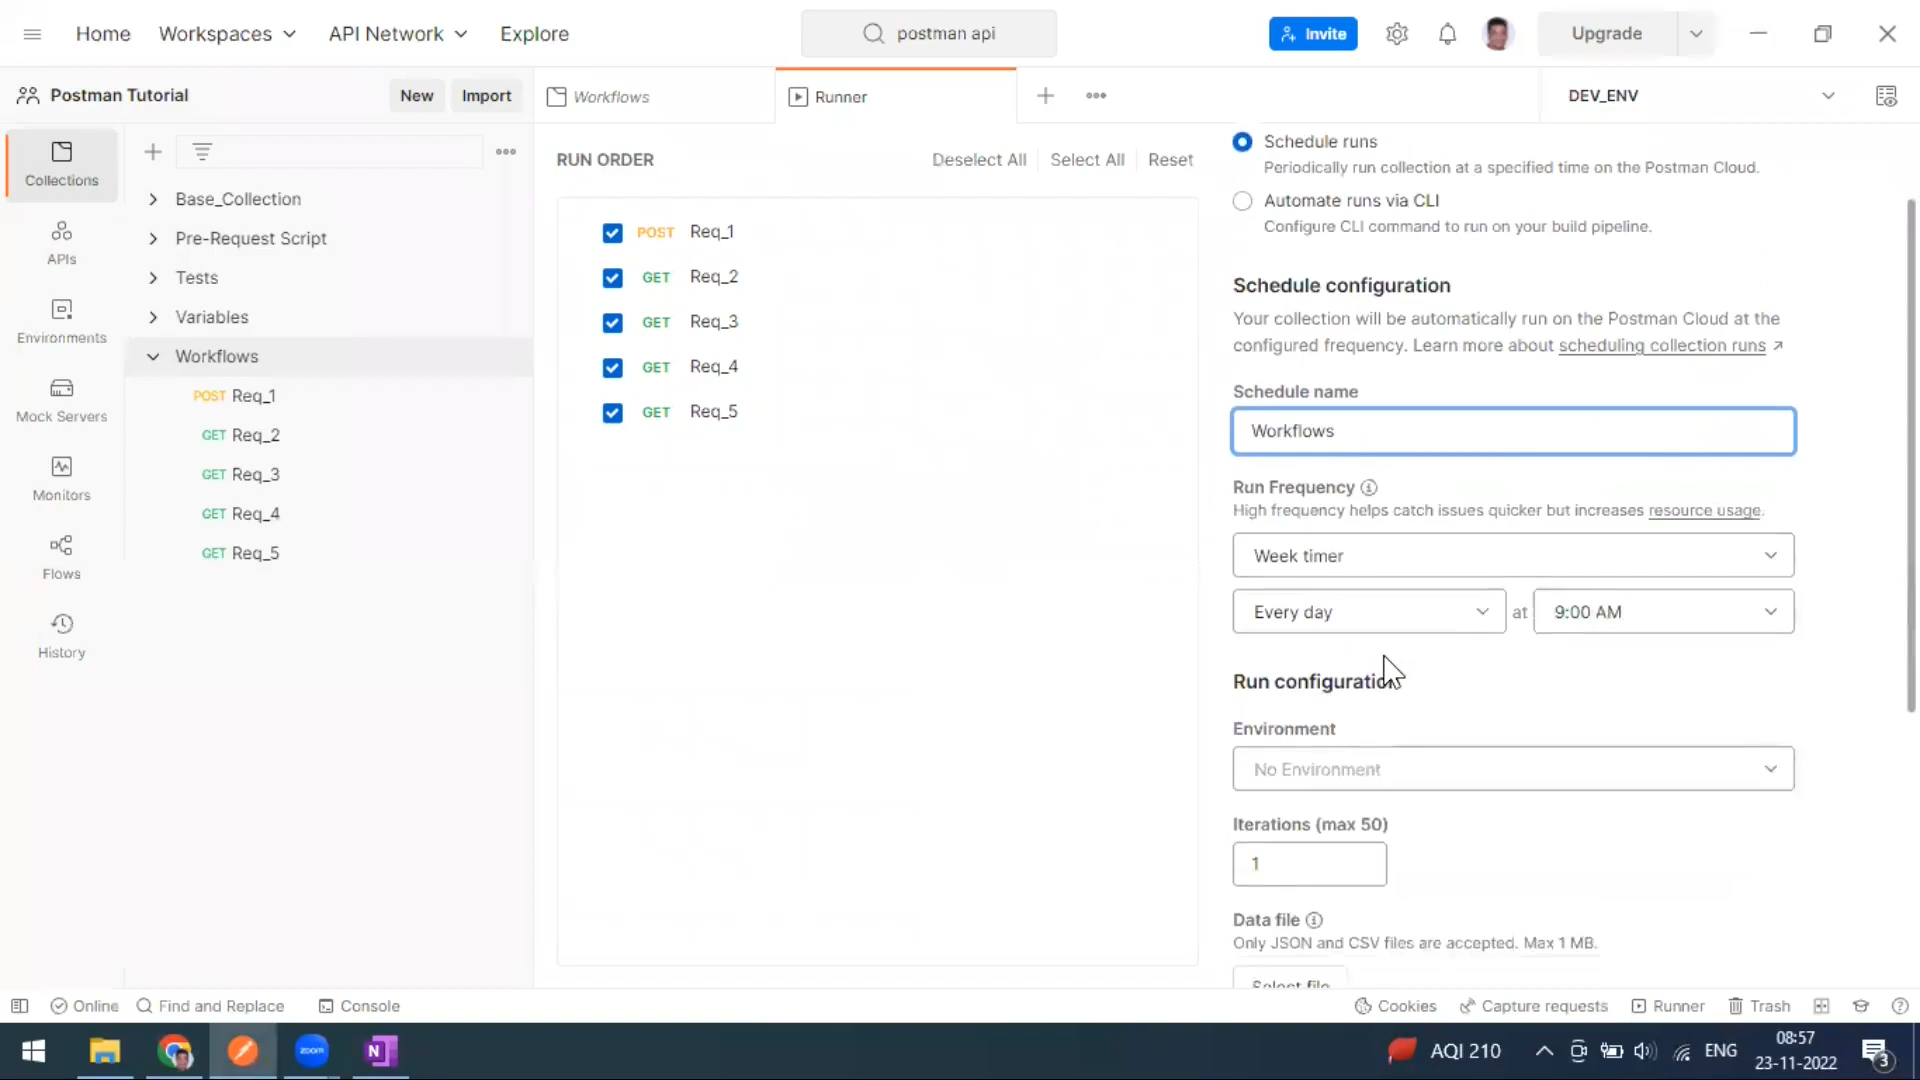 Home
Workspaces
API Network
Explore
postman api
Invite
Upgrade
Postman Tutorial
New
Import
Workflows
Runner
DEV_ENV
Collections
APIs
Environments
Mock Servers
Monitors
Flows
History
Base_Collection
Pre-Request Script
Tests
Variables
Workflows
POST Req_1
GET Req_2
GET Req_3
GET Req_4
GET Req_5
RUN ORDER
Deselect All
Select All
Reset
POST Req_1
GET Req_2
GET Req_3
GET Req_4
GET Req_5
Schedule runs
Periodically run collection at a specified time on the Postman Cloud.
Automate runs via CLI
Configure CLI command to run on your build pipeline.
Schedule configuration
Your collection will be automatically run on the Postman Cloud at the
configured frequency. Learn more about scheduling collection runs ↗
Schedule name
Workflows
Run Frequency
High frequency helps catch issues quicker but increases resource usage.
Week timer
Every day at 9:00 AM
Run configuration
Environment
No Environment
Iterations (max 50)
1
Data file
Only JSON and CSV files are accepted. Max 1 MB.
Select file
Online
Find and Replace
Console
Cookies
Capture requests
Runner
Trash
zoom
N
AQI 210
ENG
08:57
23-11-2022
3